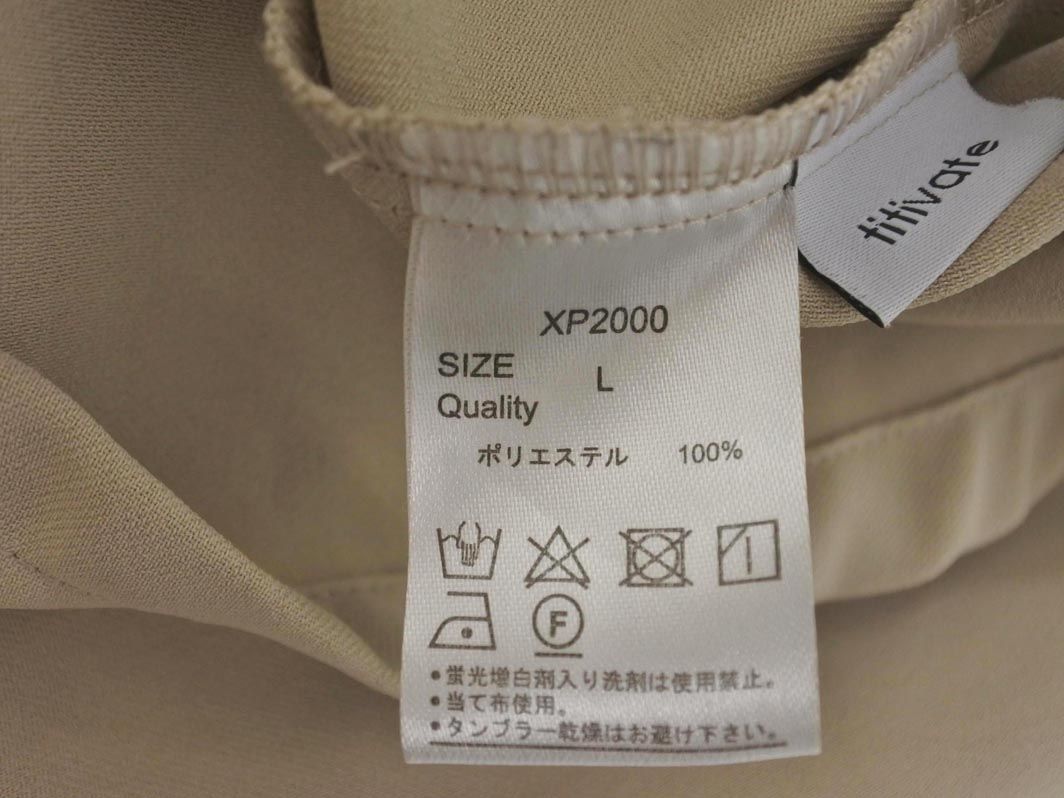 titivate
XP2000
SIZE L
Quality
ポリエステル 100%
F
•蛍光増白剤入り洗剤は使用禁止。
•当て布使用。
•タンブラー乾燥はお避け下さい。